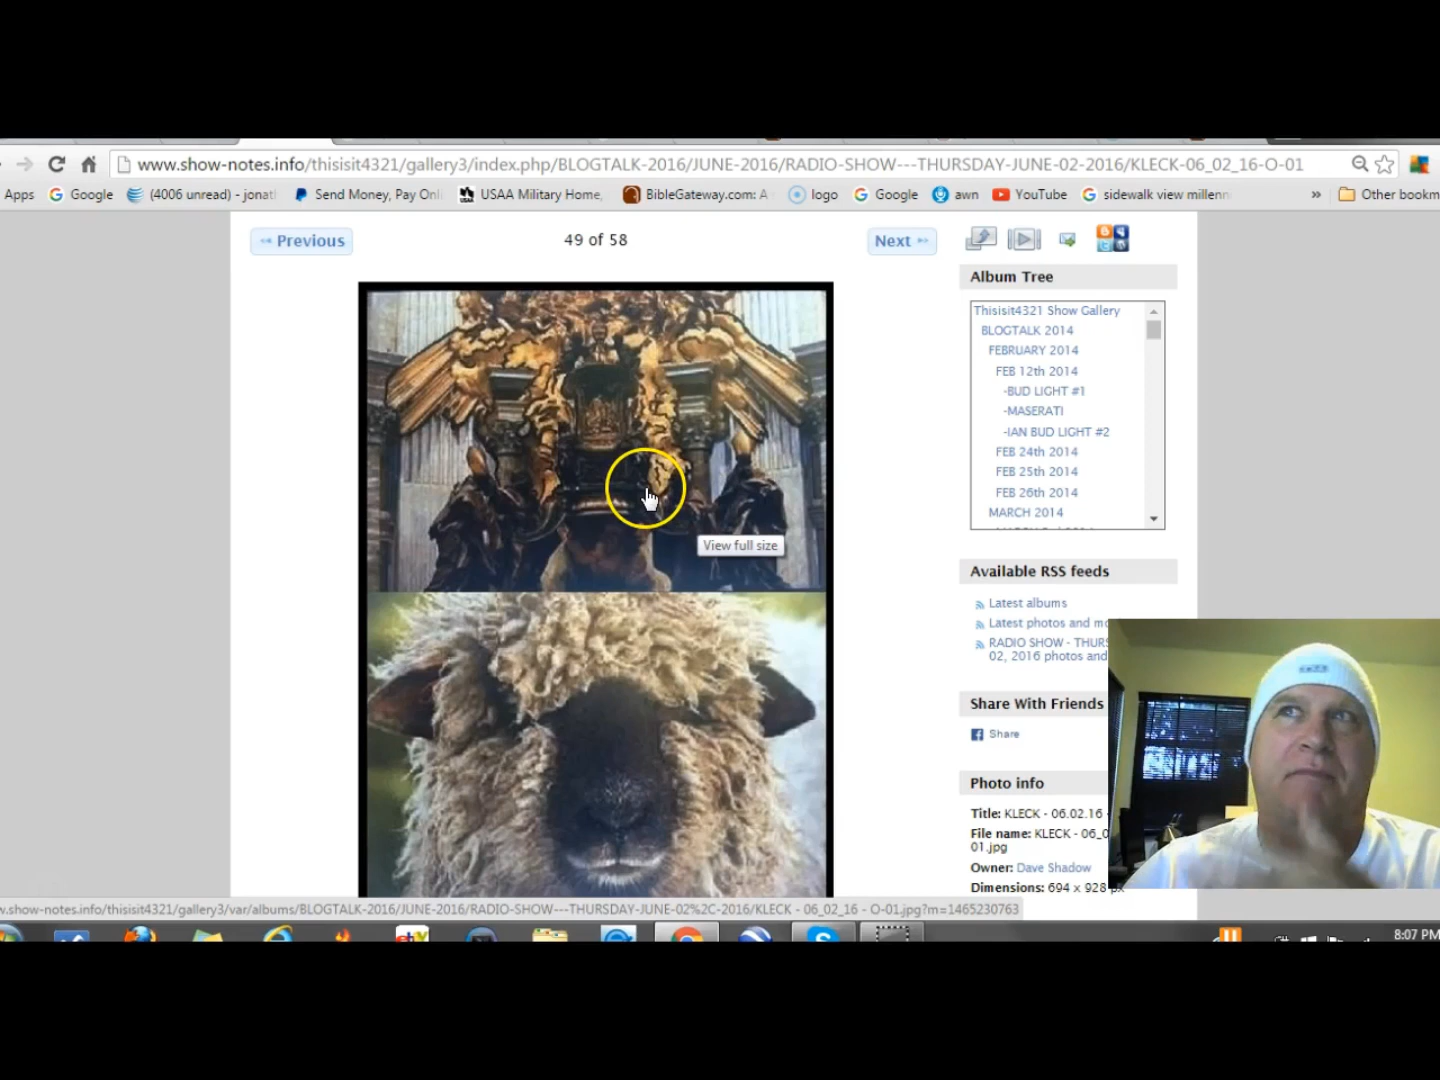 www.show-notes.info/thisisit4321/gallery3/index.php/BLOGTALK-2016/JUNE-2016/RADIO-SHOW---THURSDAY-JUNE-02-2016/KLECK-06_02_16-O-01
Apps Google (4006 unread) - jonat Send Money, Pay Onli USAA Military Home, BibleGateway.com: A logo Google awn YouTube sidewalk view millenn » Other bookm
Previous 49 of 58 Next
Album Tree
Thisisit4321 Show Gallery
BLOGTALK 2014
FEBRUARY 2014
FEB 12th 2014
-BUD LIGHT #1
-MASERATI
-IAN BUD LIGHT #2
FEB 24th 2014
FEB 25th 2014
FEB 26th 2014
MARCH 2014
View full size
Available RSS feeds
Latest albums
Latest photos and mo
RADIO SHOW - THURS
02, 2016 photos and
Share With Friends
Share
Photo info
Title: KLECK - 06.02.16 -
File name: KLECK - 06_0
01.jpg
Owner: Dave Shadow
Dimensions: 694 x 928 px
w.show-notes.info/thisisit4321/gallery3/var/albums/BLOGTALK-2016/JUNE-2016/RADIO-SHOW---THURSDAY-JUNE-02%2C-2016/KLECK - 06_02_16 - O-01.jpg?m=1465230763
8:07 PM